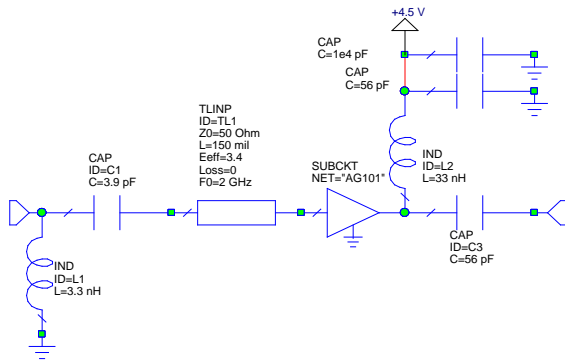 +4.5 V
CAP
C=1e4 pF
CAP
C=56 pF
TLINP
ID=TL1
Z0=50 Ohm
L=150 mil
Eeff=3.4
Loss=0
F0=2 GHz
CAP
ID=C1
C=3.9 pF
SUBCKT
NET="AG101"
IND
ID=L2
L=33 nH
CAP
ID=C3
C=56 pF
IND
ID=L1
L=3.3 nH